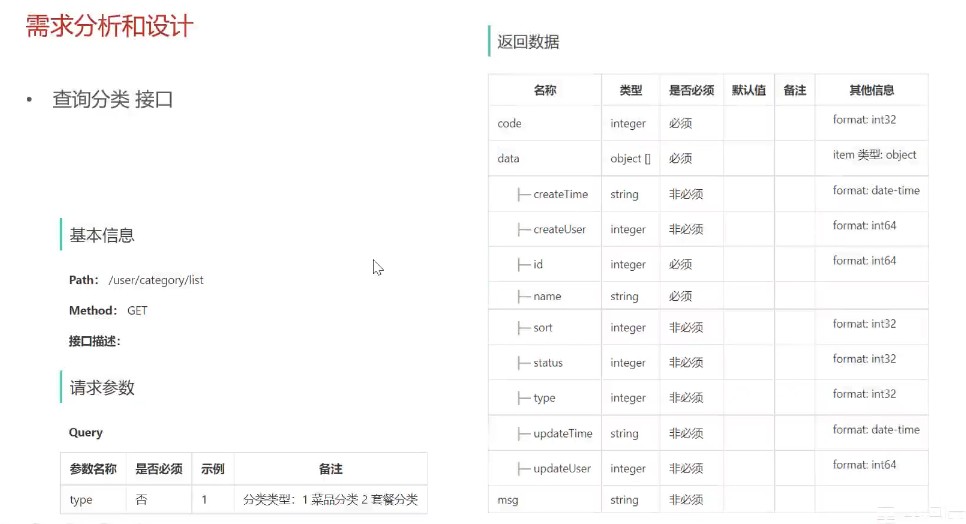 需求分析和设计
• 查询分类 接口
基本信息
Path： /user/category/list
Method： GET
接口描述：
请求参数
Query
参数名称 是否必须 示例 备注
type 否 1 分类类型：1 菜品分类 2 套餐分类
返回数据
名称 类型 是否必须 默认值 备注 其他信息
code integer 必须 format: int32
data object [] 必须 item 类型: object
├─ createTime string 非必须 format: date-time
├─ createUser integer 非必须 format: int64
├─ id integer 必须 format: int64
├─ name string 必须
├─ sort integer 非必须 format: int32
├─ status integer 非必须 format: int32
├─ type integer 非必须 format: int32
├─ updateTime string 非必须 format: date-time
├─ updateUser integer 非必须 format: int64
msg string 非必须